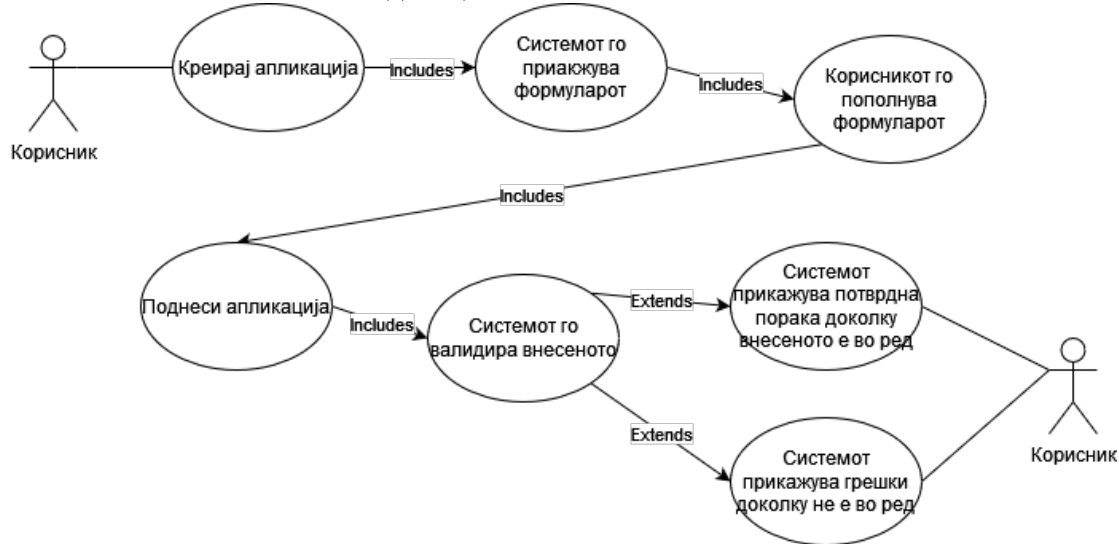 Креирај апликација
Includes
Системот го
приакжува
формуларот
Includes
Корисникот го
пополнува
формуларот
Корисник
Includes
Поднеси апликација
Includes
Системот го
валидира внесеното
Extends
Системот
прикажува потврдна
порака доколку
внесеното е во ред
Extends
Системот
прикажува грешки
доколку не е во ред
Корисник